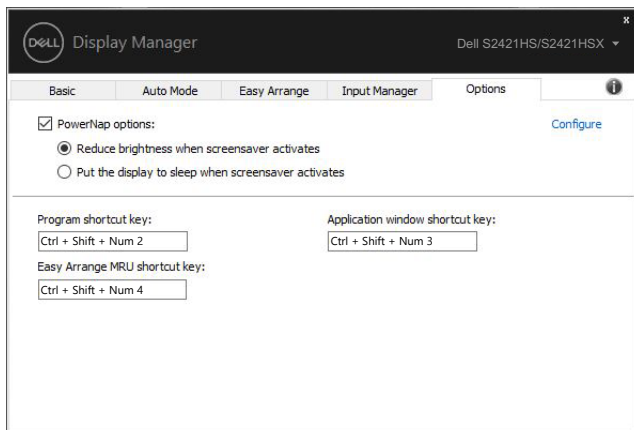 x
DELL Display Manager Dell S2421HS/S2421HSX
Basic Auto Mode Easy Arrange Input Manager Options i
PowerNap options: Configure
Reduce brightness when screensaver activates
Put the display to sleep when screensaver activates
Program shortcut key: Application window shortcut key:
Ctrl + Shift + Num 2 Ctrl + Shift + Num 3
Easy Arrange MRU shortcut key:
Ctrl + Shift + Num 4